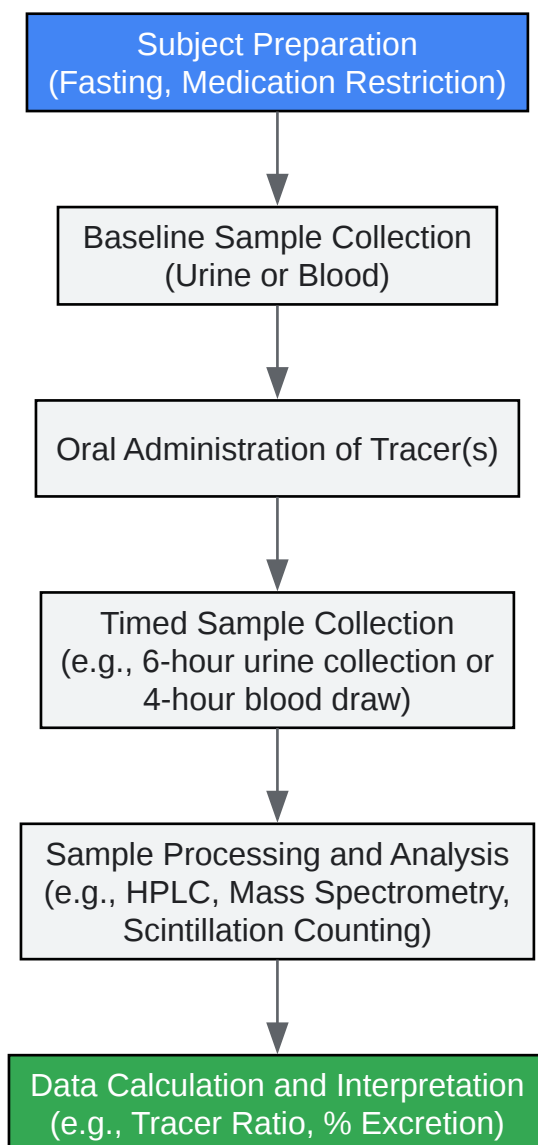 Subject Preparation
(Fasting, Medication Restriction)
Baseline Sample Collection
(Urine or Blood)
Oral Administration of Tracer(s)
Timed Sample Collection
(e.g., 6-hour urine collection or
4-hour blood draw)
Sample Processing and Analysis
(e.g., HPLC, Mass Spectrometry,
Scintillation Counting)
Data Calculation and Interpretation
(e.g., Tracer Ratio, % Excretion)